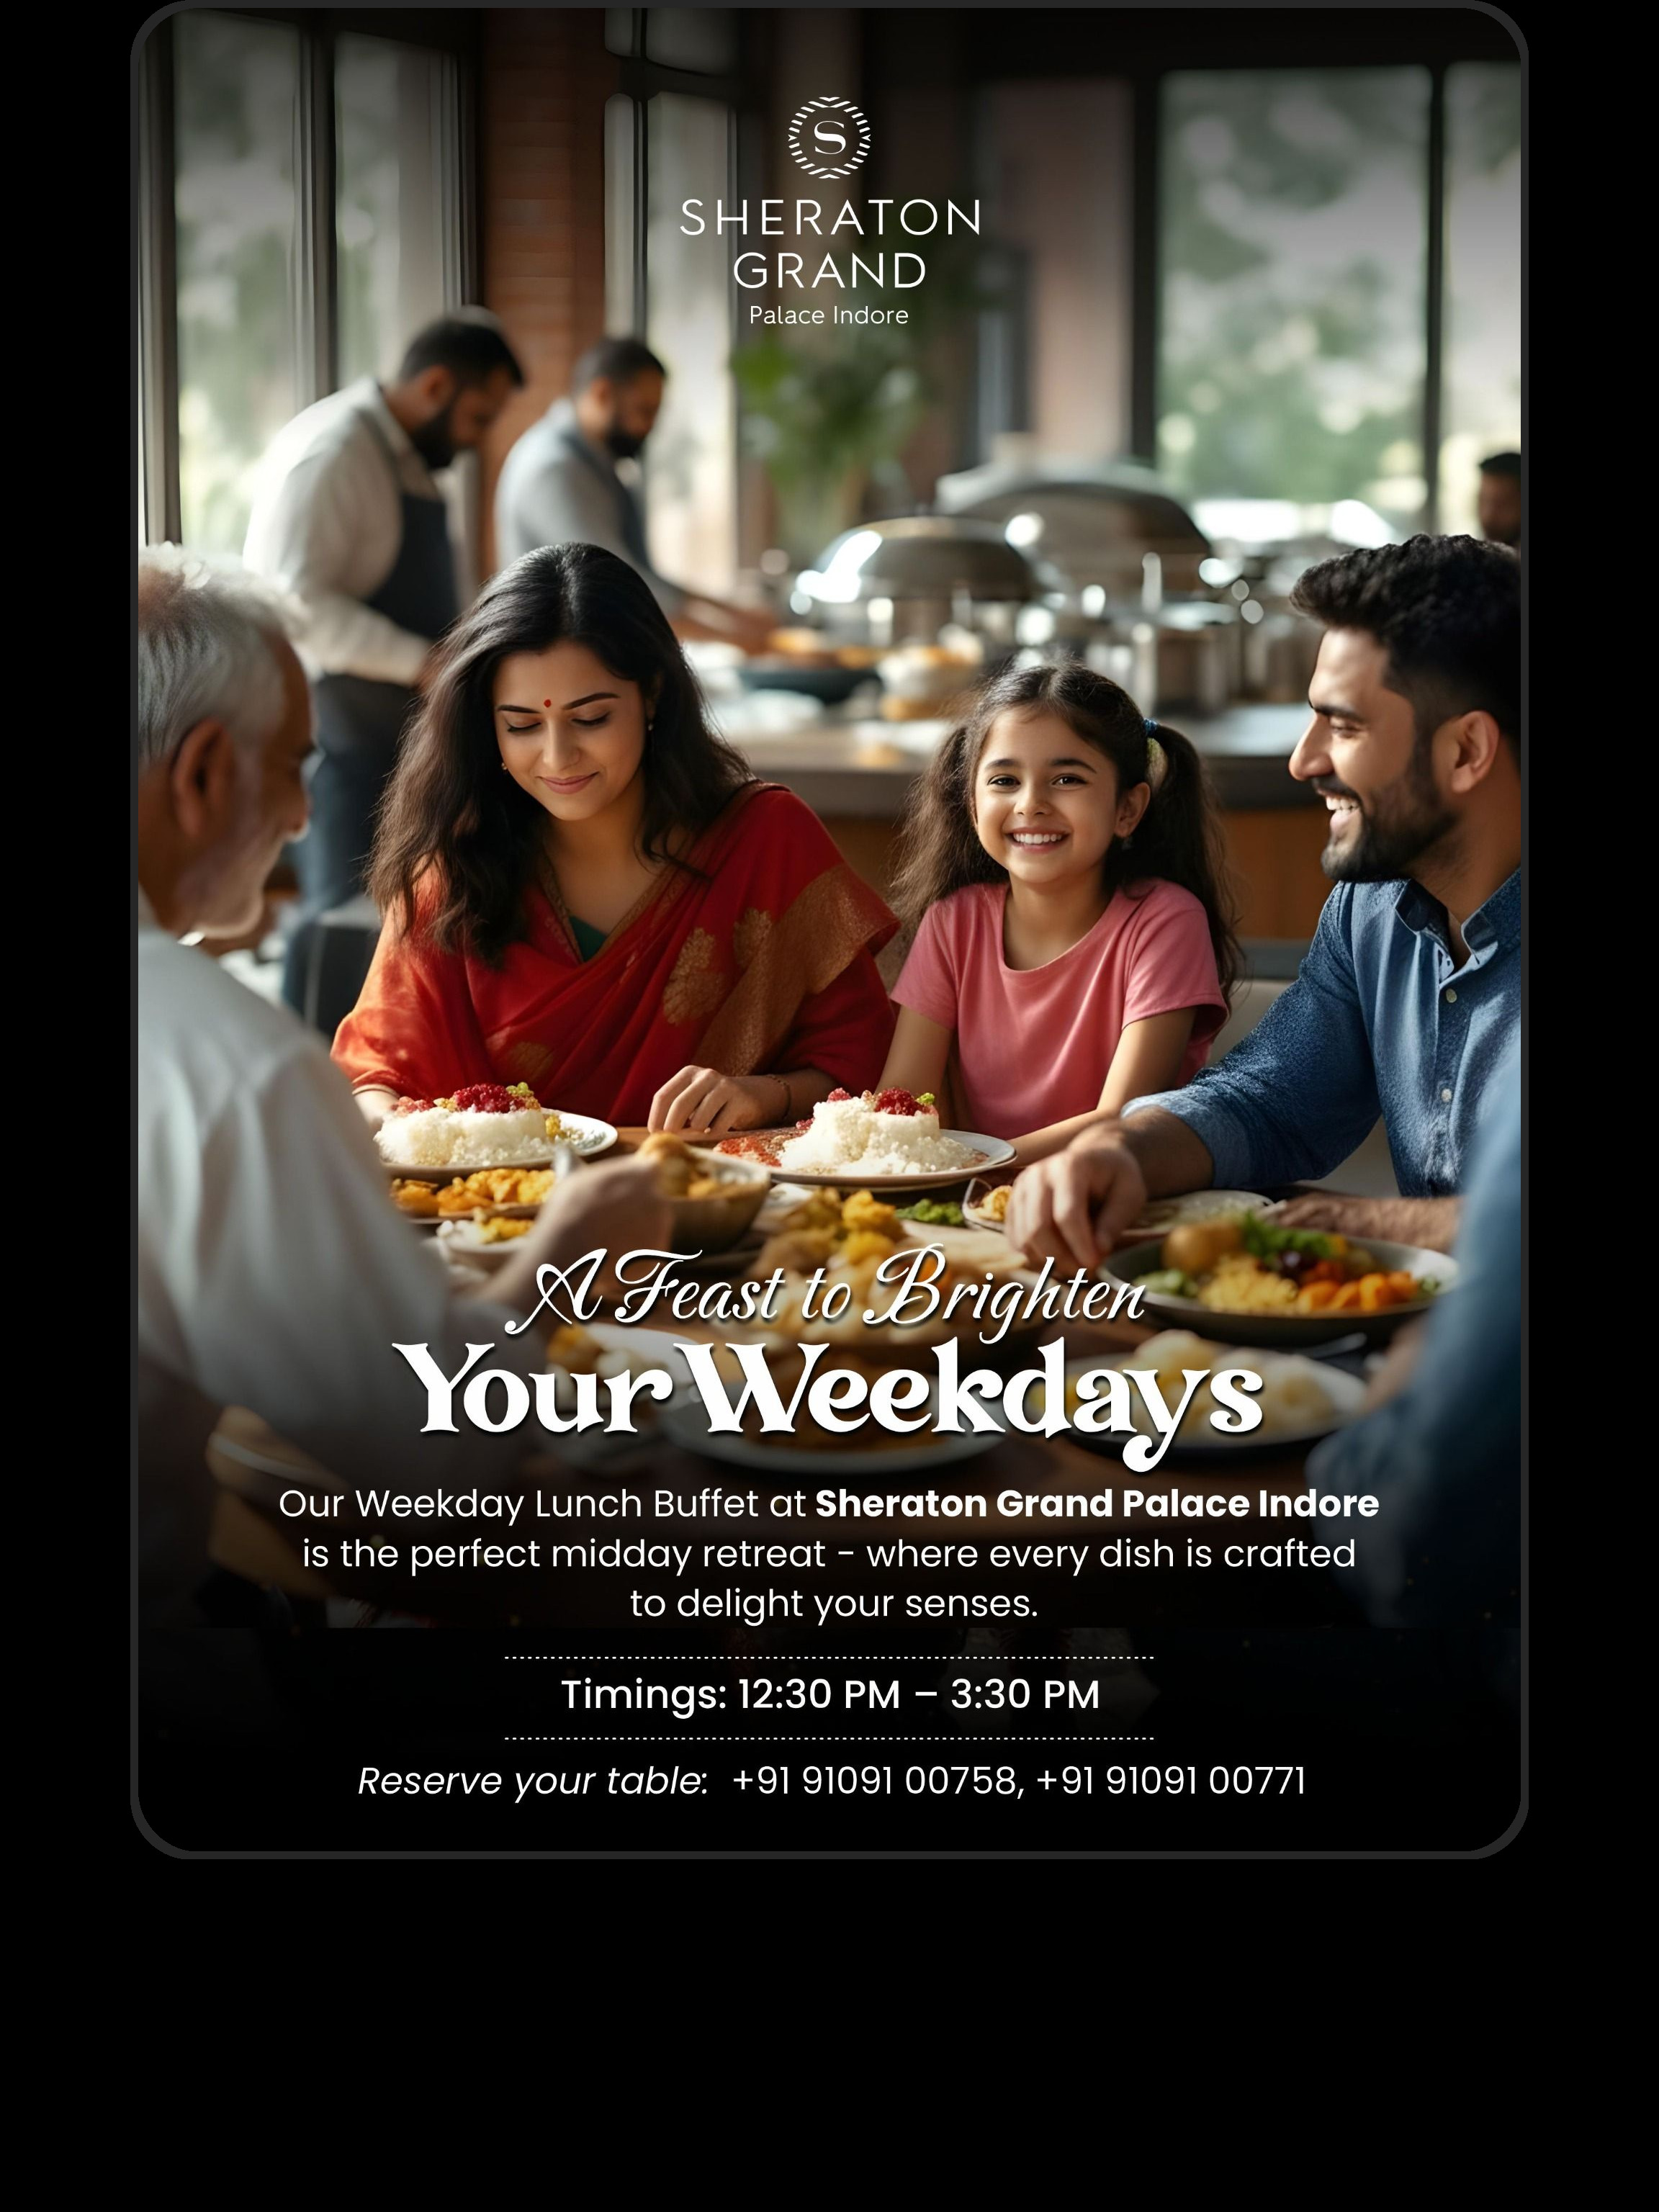 S
SHERATON
GRAND
Palace Indore
A Feast to Brighten
Your Weekdays
Our Weekday Lunch Buffet at Sheraton Grand Palace Indore
is the perfect midday retreat - where every dish is crafted
to delight your senses.
Timings: 12:30 PM – 3:30 PM
Reserve your table: +91 91091 00758, +91 91091 00771